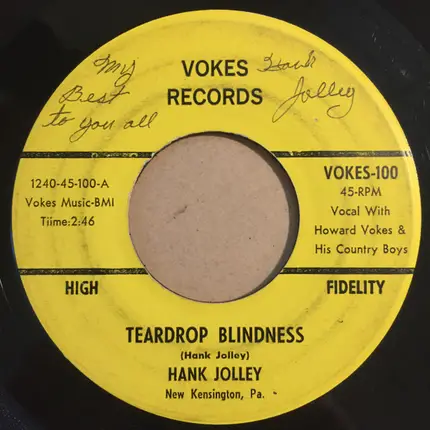 My
Best
to you all
VOKES
RECORDS
Hank
Jolley
1240-45-100-A
Vokes Music-BMI
Tiime:2:46
VOKES-100
45-RPM
Vocal With
Howard Vokes &
His Country Boys
HIGH
FIDELITY
TEARDROP BLINDNESS
(Hank Jolley)
HANK JOLLEY
New Kensington, Pa.